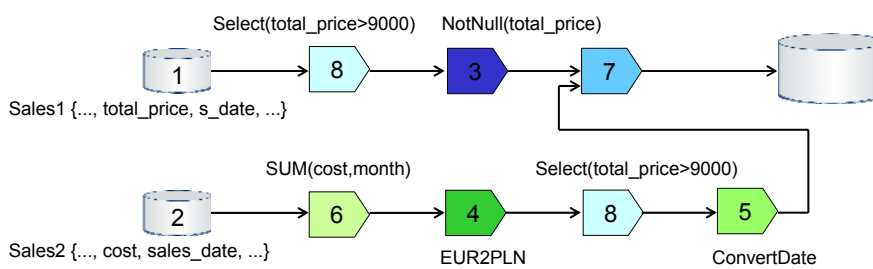 Select(total_price>9000) NotNull(total_price)
1 8 3 7
Sales1 {..., total_price, s_date, ...}
SUM(cost,month) Select(total_price>9000)
2 6 4 8 5
Sales2 {..., cost, sales_date, ...} EUR2PLN ConvertDate